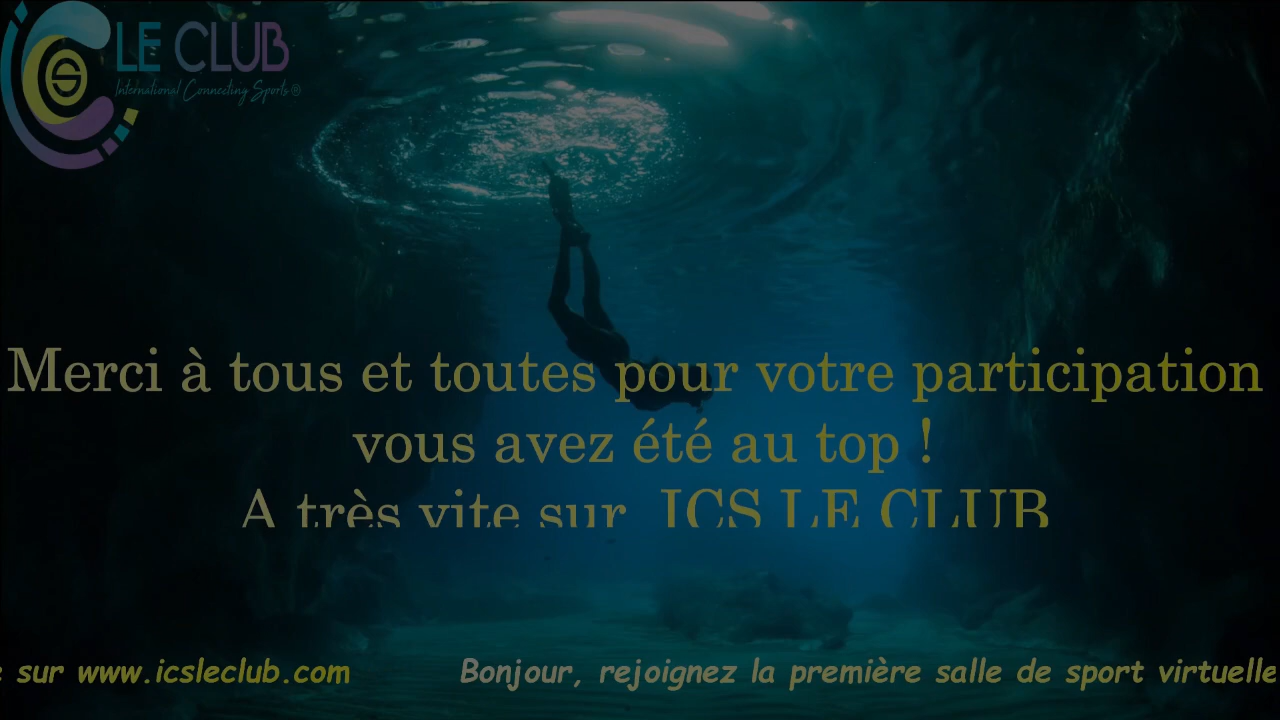 LE CLUB
International Connecting Sports®
Merci à tous et toutes pour votre participation
vous avez été au top !
A très vite sur ICS LE CLUB
e sur www.icsleclub.com Bonjour, rejoignez la première salle de sport virtuelle